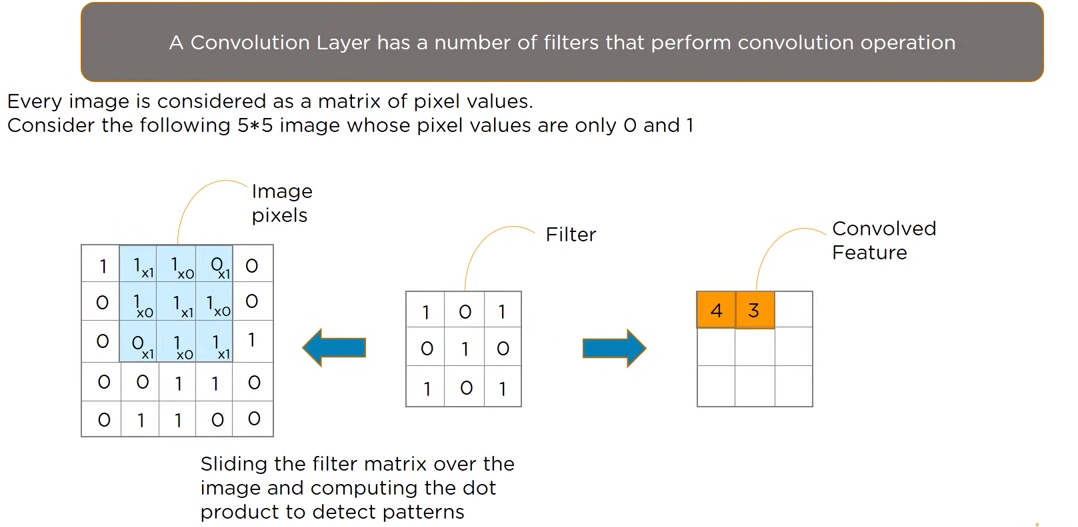 A Convolution Layer has a number of filters that perform convolution operation
Every image is considered as a matrix of pixel values.
Consider the following 5*5 image whose pixel values are only 0 and 1
Image
pixels
Filter
Convolved
Feature
1 1x1 1x0 0x1 0
0 1x0 1x1 1x0 0
0 0x1 1x0 1x1 1
0 0 1 1 0
0 1 1 0 0
1 0 1
0 1 0
1 0 1
4 3
Sliding the filter matrix over the
image and computing the dot
product to detect patterns